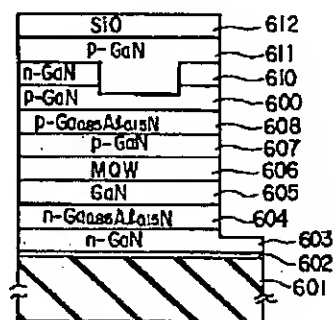 SiO 612
p-GaN 611
n-GaN 610
p-GaN 600
p-Ga0.85Al0.15N 608
p-GaN 607
MQW 606
GaN 605
n-Ga0.85Al0.15N 604
n-GaN 603
602
601